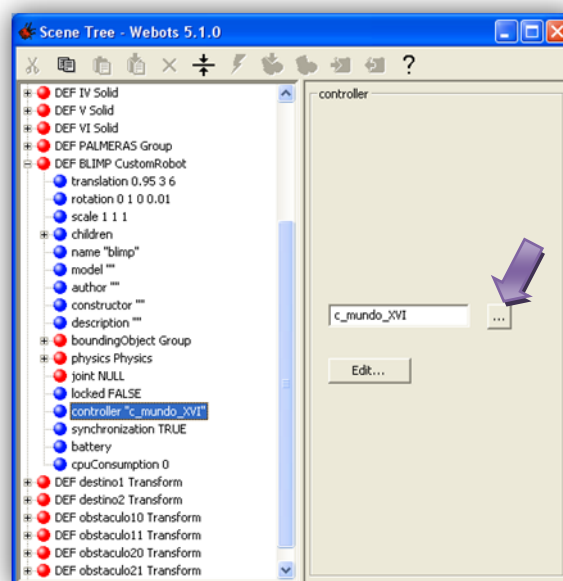 Scene Tree - Webots 5.1.0
?
DEF IV Solid
DEF V Solid
DEF VI Solid
DEF PALMERAS Group
DEF BLIMP CustomRobot
translation 0.95 3 6
rotation 0 1 0 0.01
scale 1 1 1
children
name "blimp"
model ""
author ""
constructor ""
description ""
boundingObject Group
physics Physics
joint NULL
locked FALSE
controller "c_mundo_XVI"
synchronization TRUE
battery
cpuConsumption 0
DEF destino1 Transform
DEF destino2 Transform
DEF obstaculo10 Transform
DEF obstaculo11 Transform
DEF obstaculo20 Transform
DEF obstaculo21 Transform
controller
c_mundo_XVI
...
Edit...